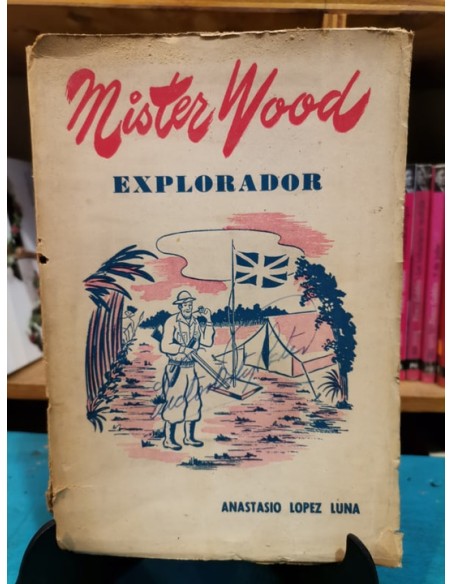 Mister Wood
EXPLORADOR
ANASTASIO LOPEZ LUNA